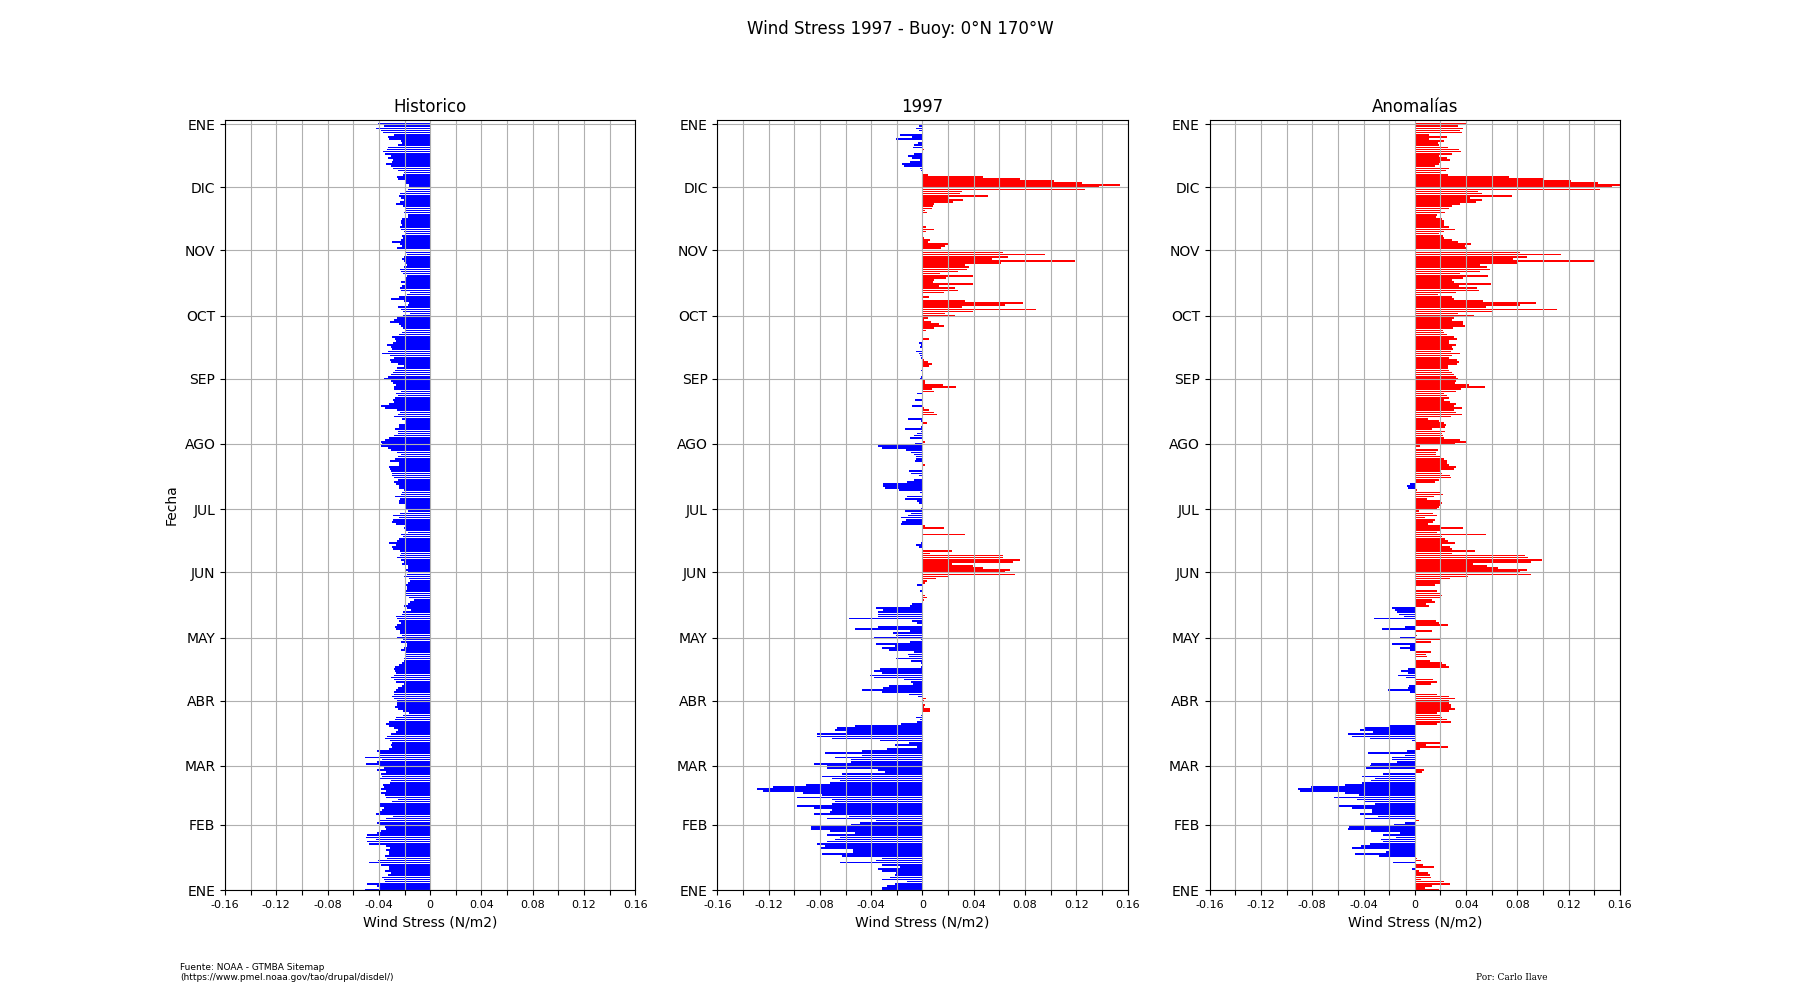 Wind Stress 1997 - Buoy: 0°N 170°W
Historico
1997
Anomalías
ENE
DIC
NOV
OCT
SEP
AGO
JUL
JUN
MAY
ABR
MAR
FEB
ENE
ENE
DIC
NOV
OCT
SEP
AGO
JUL
JUN
MAY
ABR
MAR
FEB
ENE
ENE
DIC
NOV
OCT
SEP
AGO
JUL
JUN
MAY
ABR
MAR
FEB
ENE
Fecha
-0.16 -0.12 -0.08 -0.04 0 0.04 0.08 0.12 0.16
-0.16 -0.12 -0.08 -0.04 0 0.04 0.08 0.12 0.16
-0.16 -0.12 -0.08 -0.04 0 0.04 0.08 0.12 0.16
Wind Stress (N/m2)
Wind Stress (N/m2)
Wind Stress (N/m2)
Fuente: NOAA - GTMBA Sitemap
(https://www.pmel.noaa.gov/tao/drupal/disdel/)
Por: Carlo Ilave